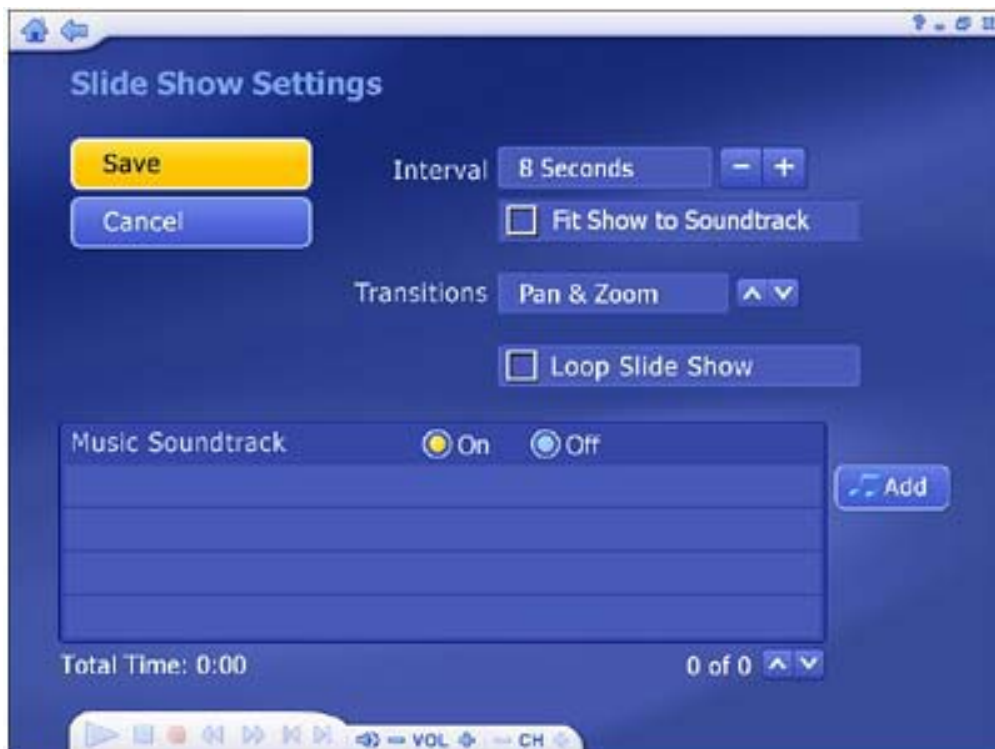 Slide Show Settings
Save
Cancel
Interval 8 Seconds - +
Fit Show to Soundtrack
Transitions Pan & Zoom
Loop Slide Show
Music Soundtrack On Off
Add
Total Time: 0:00 0 of 0
VOL CH